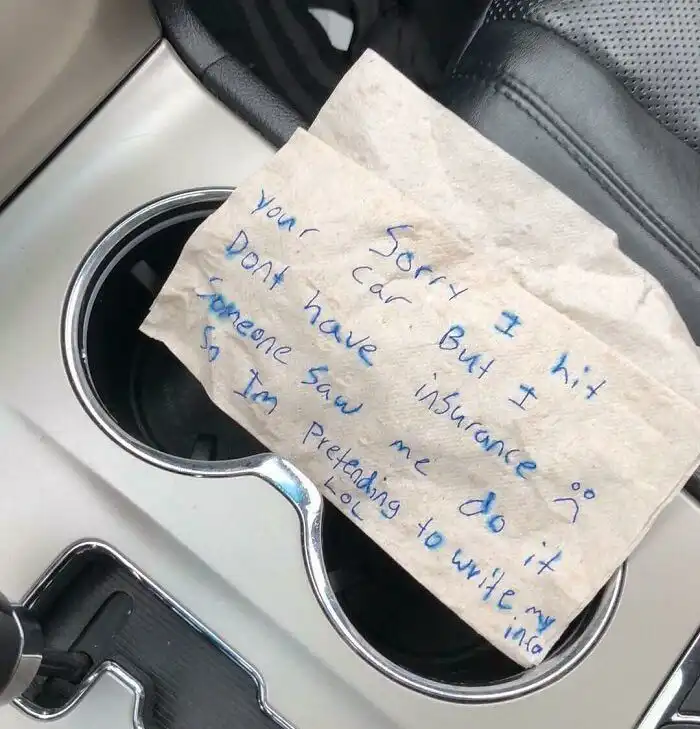 Sorry I hit
your car But I
Dont have insurance ☹
someone saw me do it
So Im Pretending to write my info
LOL